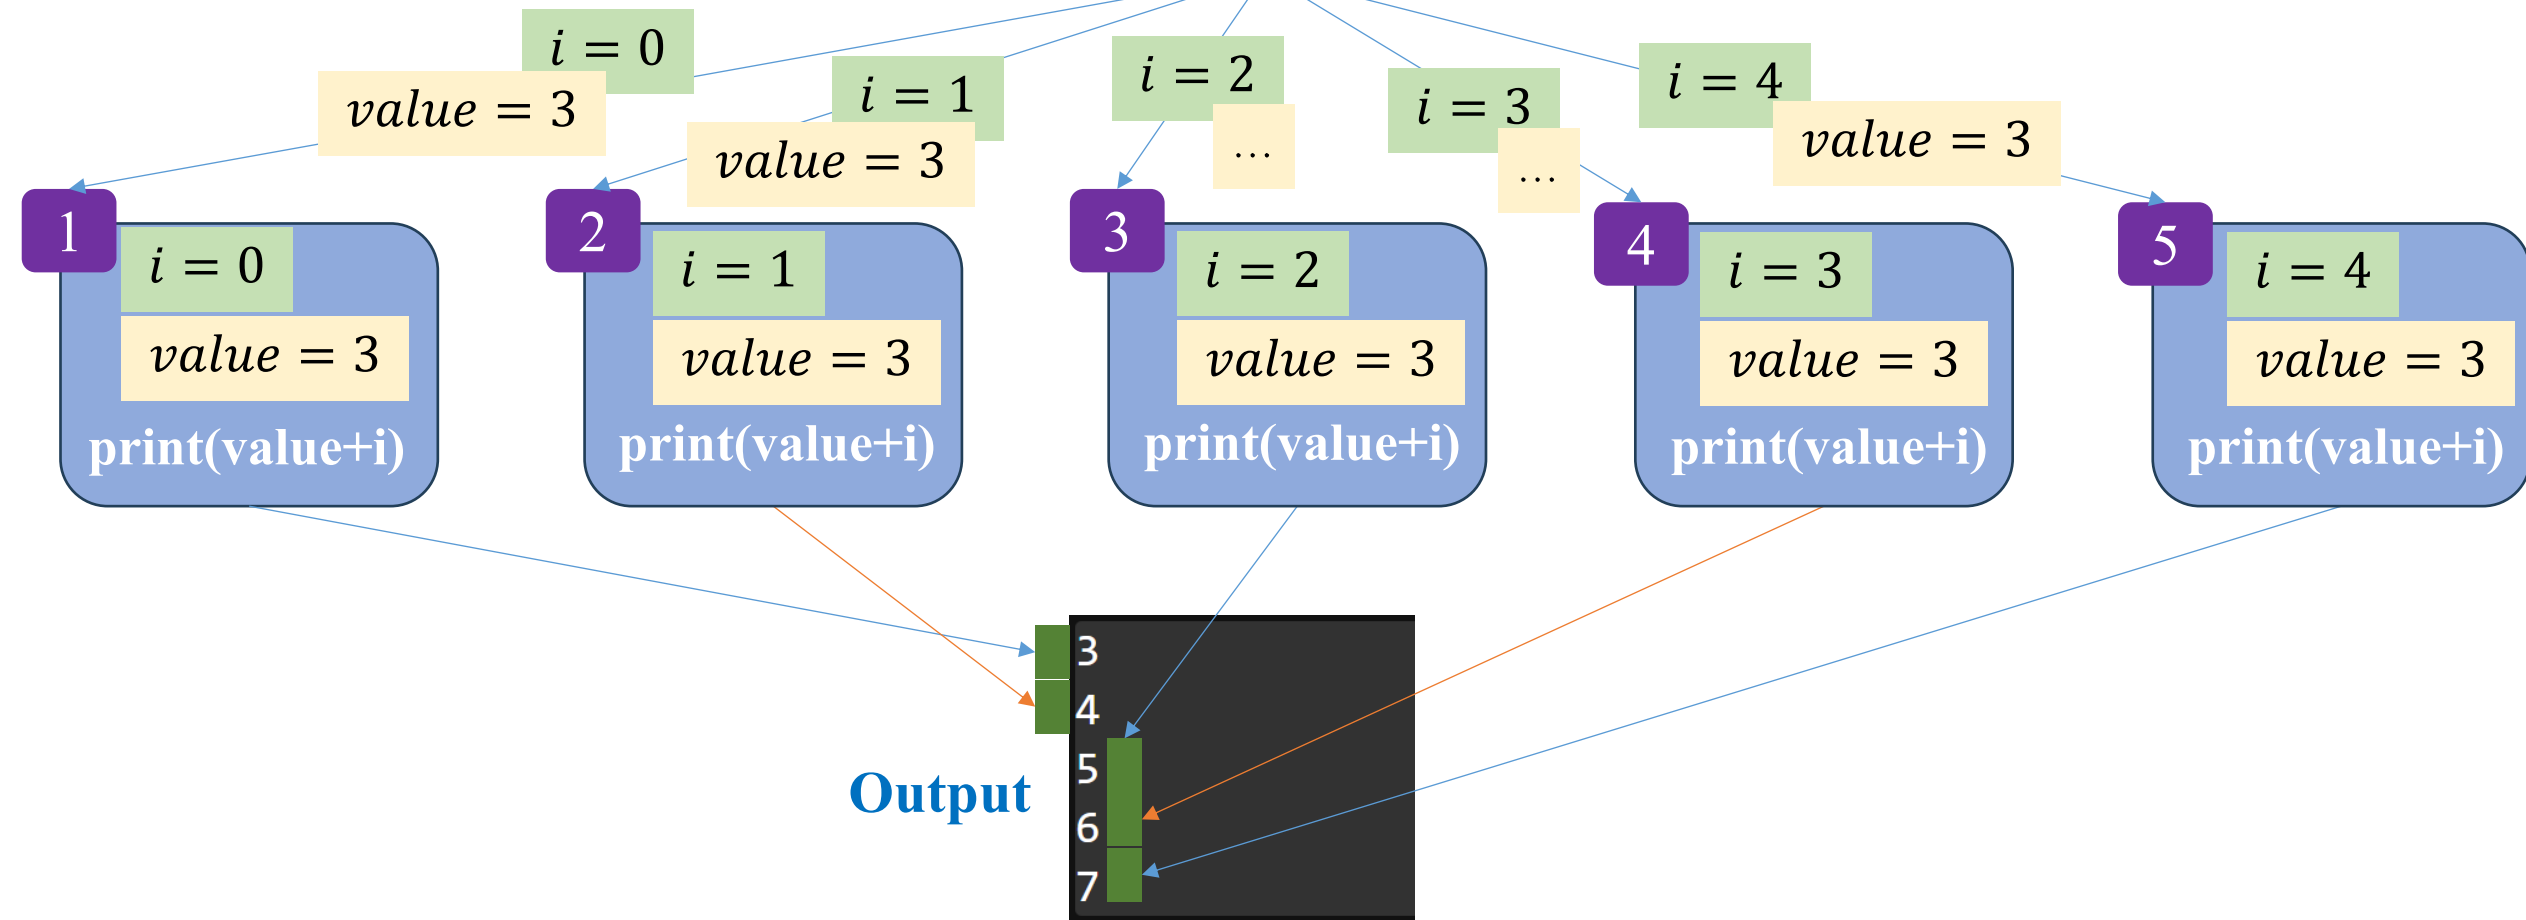 i = 0
value = 3
i = 1
value = 3
i = 2
...
i = 3
...
i = 4
value = 3
1
i = 0
value = 3
print(value+i)
2
i = 1
value = 3
print(value+i)
3
i = 2
value = 3
print(value+i)
4
i = 3
value = 3
print(value+i)
5
i = 4
value = 3
print(value+i)
Output
3
4
5
6
7